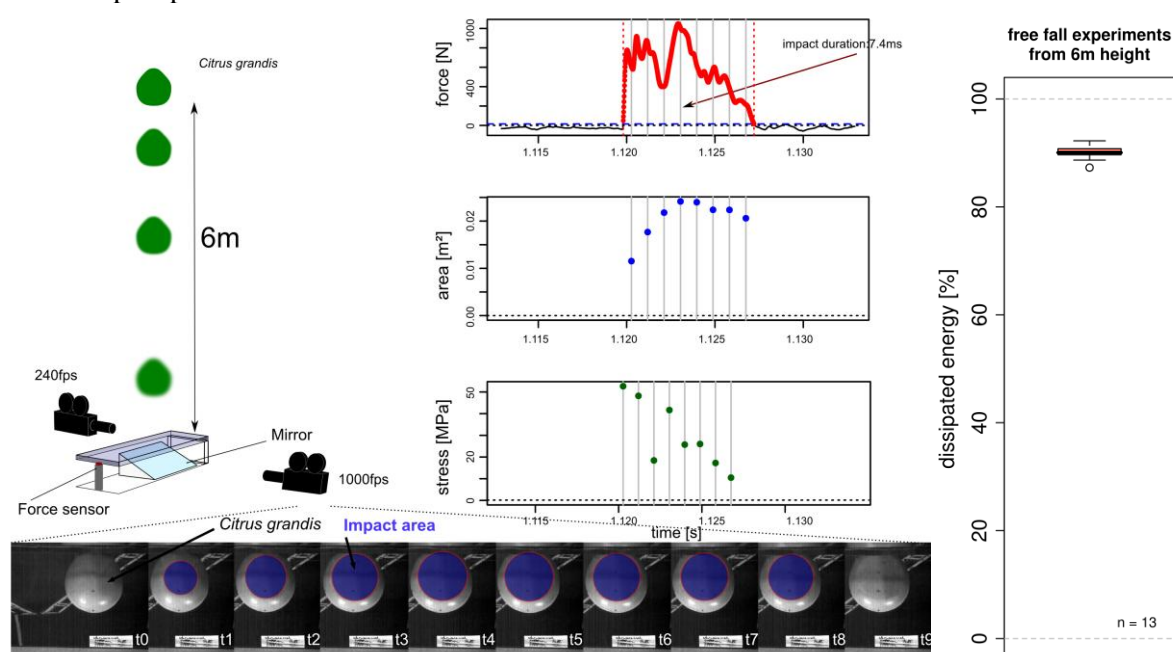 Citrus grandis
6m
240fps
Mirror
1000fps
Force sensor
force [N]
1000
400
0
impact duration:7.4ms
1.115
1.120
1.125
1.130
area [m²]
0.02
0.01
0.00
1.115
1.120
1.125
1.130
stress [MPa]
50
20
0
1.115
1.120
1.125
1.130
time [s]
Citrus grandis
Impact area
t0
t1
t2
t3
t4
t5
t6
t7
t8
t9
free fall experiments
from 6m height
dissipated energy [%]
100
80
60
40
20
0
n = 13